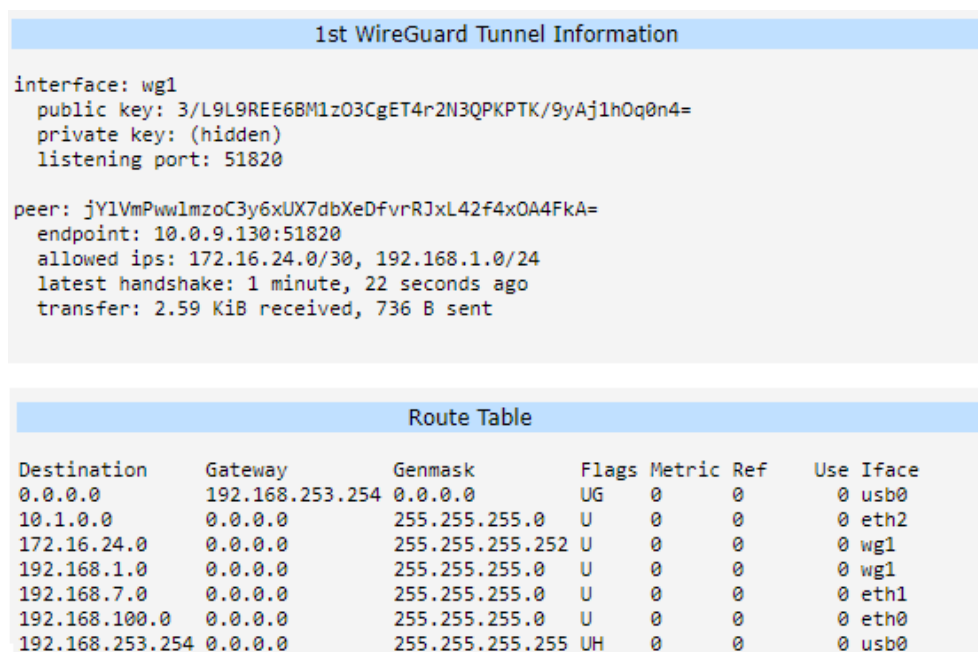 1st WireGuard Tunnel Information
interface: wg1
public key: 3/L9L9REE6BM1zO3CgET4r2N3QPKPTK/9yAj1hOq0n4=
private key: (hidden)
listening port: 51820
peer: jYlVmPwwlmzoC3y6xUX7dbXeDfvrRJxL42f4xOA4FkA=
endpoint: 10.0.9.130:51820
allowed ips: 172.16.24.0/30, 192.168.1.0/24
latest handshake: 1 minute, 22 seconds ago
transfer: 2.59 KiB received, 736 B sent
Route Table
Destination Gateway Genmask Flags Metric Ref Use Iface
0.0.0.0 192.168.253.254 0.0.0.0 UG 0 0 0 usb0
10.1.0.0 0.0.0.0 255.255.255.0 U 0 0 0 eth2
172.16.24.0 0.0.0.0 255.255.255.252 U 0 0 0 wg1
192.168.1.0 0.0.0.0 255.255.255.0 U 0 0 0 wg1
192.168.7.0 0.0.0.0 255.255.255.0 U 0 0 0 eth1
192.168.100.0 0.0.0.0 255.255.255.0 U 0 0 0 eth0
192.168.253.254 0.0.0.0 255.255.255.255 UH 0 0 0 usb0